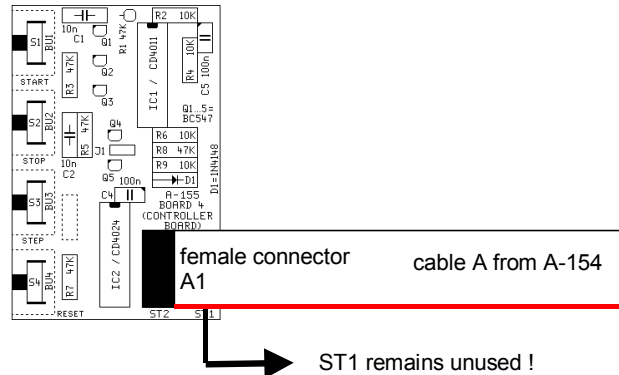 S1
BU1
START
10n
C1
R1 47K
R2 10K
Q1
Q2
Q3
R3 47K
IC1 / CD4011
R4 10K
C5 100n
Q1...5=
BC547
S2
BU2
STOP
R5 47K
10n
C2
Q4
J1
Q5
R6 10K
R8 47K
R9 10K
D1
D1=1N4148
100n
C4
A-155
BOARD 4
(CONTROLLER
BOARD)
S3
BU3
STEP
IC2 / CD4024
S4
BU4
R7 47K
RESET
female connector
A1
cable A from A-154
ST2
ST1
ST1 remains unused !